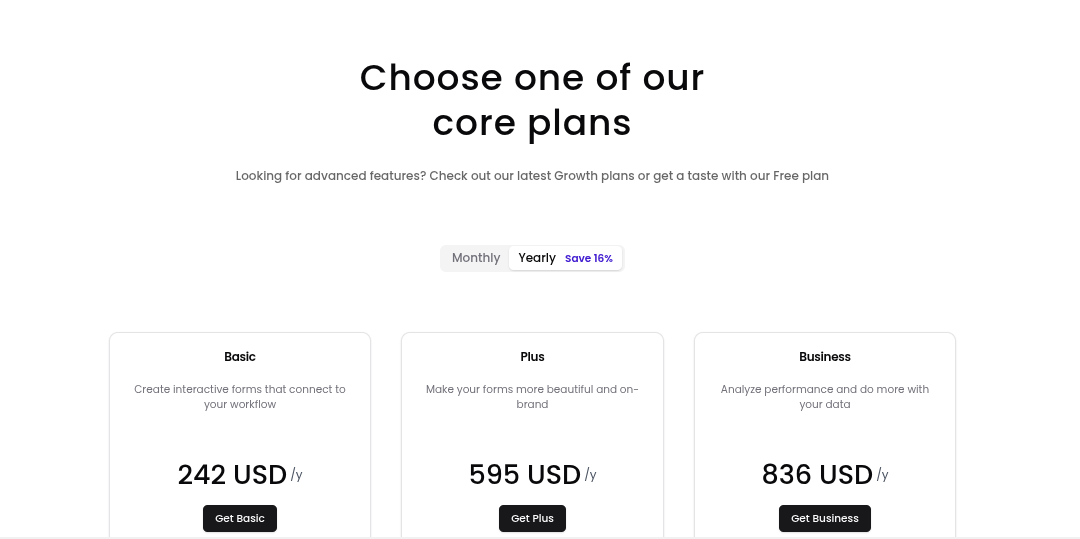 Choose one of our
core plans
Looking for advanced features? Check out our latest Growth plans or get a taste with our Free plan
Monthly Yearly Save 16%
Basic
Create interactive forms that connect to
your workflow
242 USD /y
Get Basic
Plus
Make your forms more beautiful and on-
brand
595 USD /y
Get Plus
Business
Analyze performance and do more with
your data
836 USD /y
Get Business